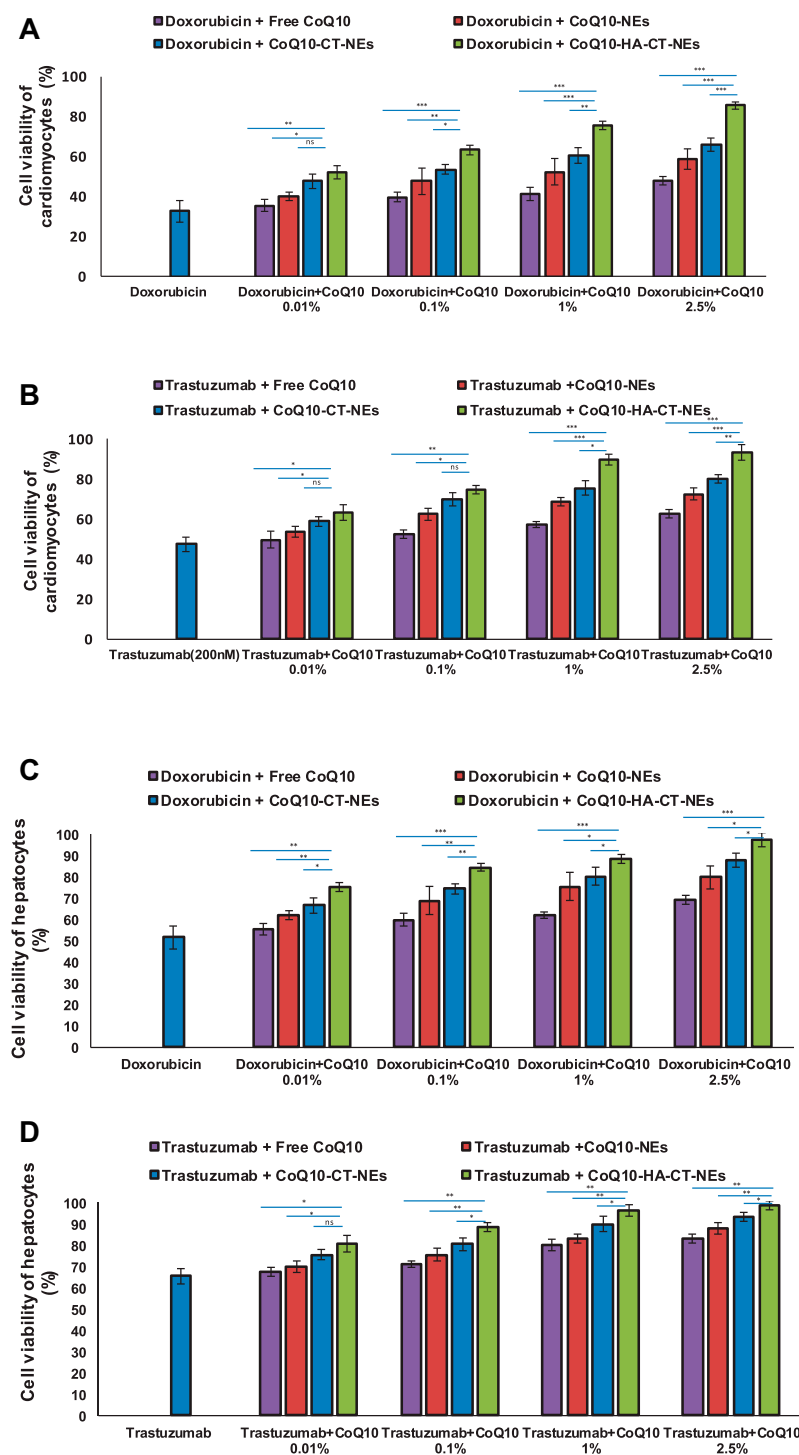 A
Doxorubicin + Free CoQ10
Doxorubicin + CoQ10-NEs
Doxorubicin + CoQ10-CT-NEs
Doxorubicin + CoQ10-HA-CT-NEs
Cell viability of
cardiomyocytes (%)
100
80
60
40
20
0
**
*
ns
***
**
*
***
***
**
***
***
***
Doxorubicin
Doxorubicin+CoQ10
0.01%
Doxorubicin+CoQ10
0.1%
Doxorubicin+CoQ10
1%
Doxorubicin+CoQ10
2.5%
B
Trastuzumab + Free CoQ10
Trastuzumab +CoQ10-NEs
Trastuzumab + CoQ10-CT-NEs
Trastuzumab + CoQ10-HA-CT-NEs
Cell viability of
cardiomyocytes (%)
100
80
60
40
20
0
*
*
ns
**
*
ns
***
***
*
***
***
**
Trastuzumab(200nM)
Trastuzumab+CoQ10
0.01%
Trastuzumab+CoQ10
0.1%
Trastuzumab+CoQ10
1%
Trastuzumab+CoQ10
2.5%
C
Doxorubicin + Free CoQ10
Doxorubicin + CoQ10-NEs
Doxorubicin + CoQ10-CT-NEs
Doxorubicin + CoQ10-HA-CT-NEs
Cell viability of hepatocytes
(%)
100
90
80
70
60
50
40
30
20
10
0
**
**
*
***
**
**
***
*
*
***
*
*
Doxorubicin
Doxorubicin+CoQ10
0.01%
Doxorubicin+CoQ10
0.1%
Doxorubicin+CoQ10
1%
Doxorubicin+CoQ10
2.5%
D
Trastuzumab + Free CoQ10
Trastuzumab +CoQ10-NEs
Trastuzumab + CoQ10-CT-NEs
Trastuzumab + CoQ10-HA-CT-NEs
Cell viability of hepatocytes
(%)
100
90
80
70
60
50
40
30
20
10
0
*
*
ns
**
**
*
**
**
*
**
**
*
Trastuzumab
Trastuzumab+CoQ10
0.01%
Trastuzumab+CoQ10
0.1%
Trastuzumab+CoQ10
1%
Trastuzumab+CoQ10
2.5%